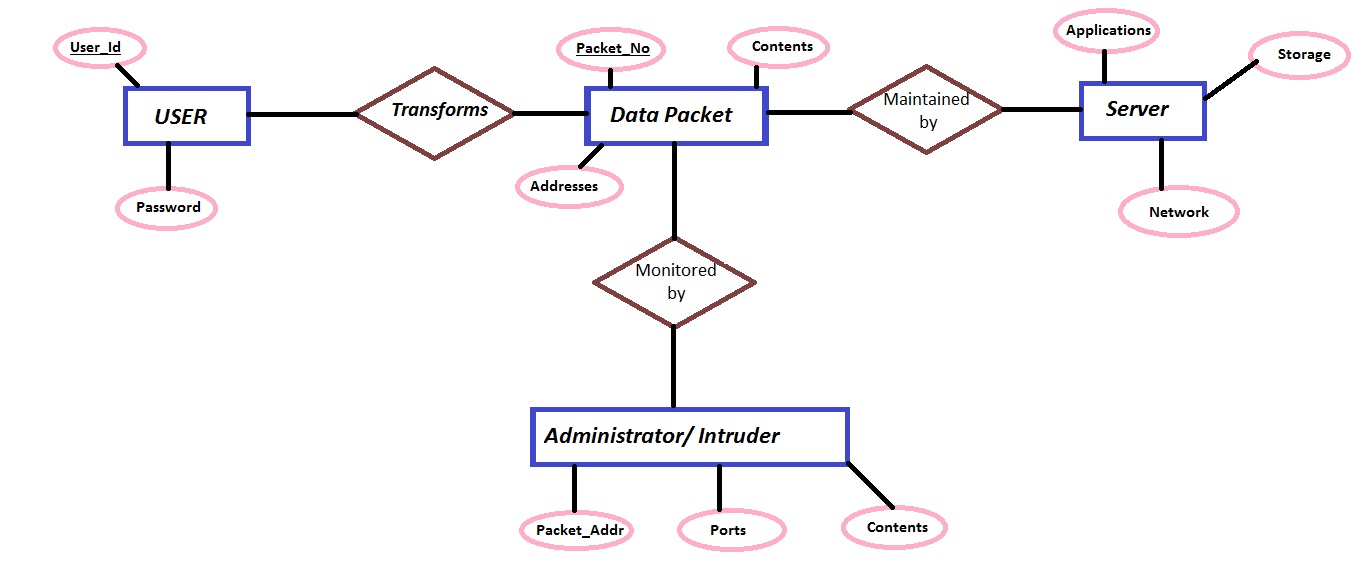 User_Id
Packet_No
Contents
Applications
Storage
USER
Transforms
Data Packet
Maintained
by
Server
Password
Addresses
Network
Monitored
by
Administrator/ Intruder
Packet_Addr
Ports
Contents